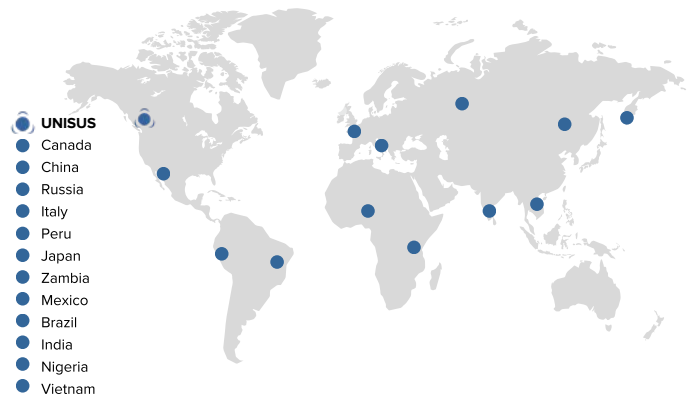 UNISUS
Canada
China
Russia
Italy
Peru
Japan
Zambia
Mexico
Brazil
India
Nigeria
Vietnam